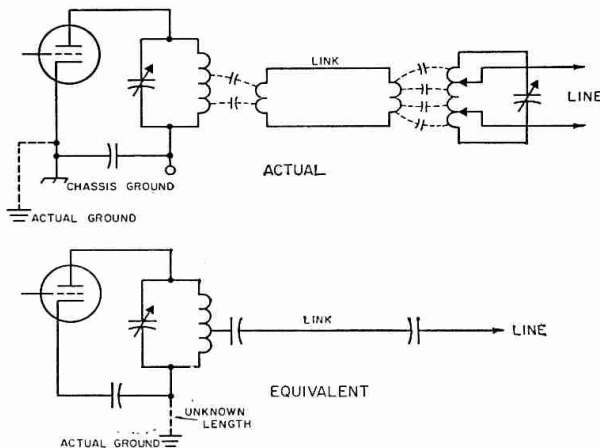 LINK
LINE
CHASSIS GROUND
ACTUAL
ACTUAL GROUND
LINK
LINE
EQUIVALENT
UNKNOWN
LENGTH
ACTUAL GROUND